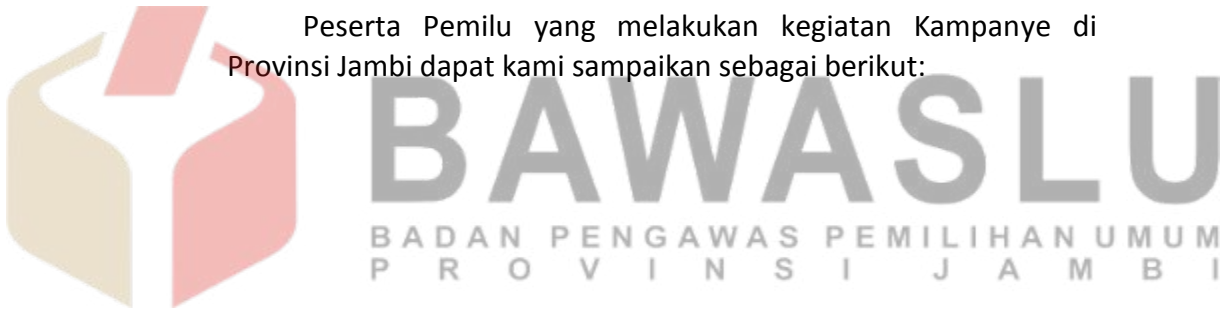 Peserta Pemilu yang melakukan kegiatan Kampanye di
Provinsi Jambi dapat kami sampaikan sebagai berikut:
BAWASLU
BADAN PENGAWAS PEMILIHAN UMUM
PROVINSI JAMBI